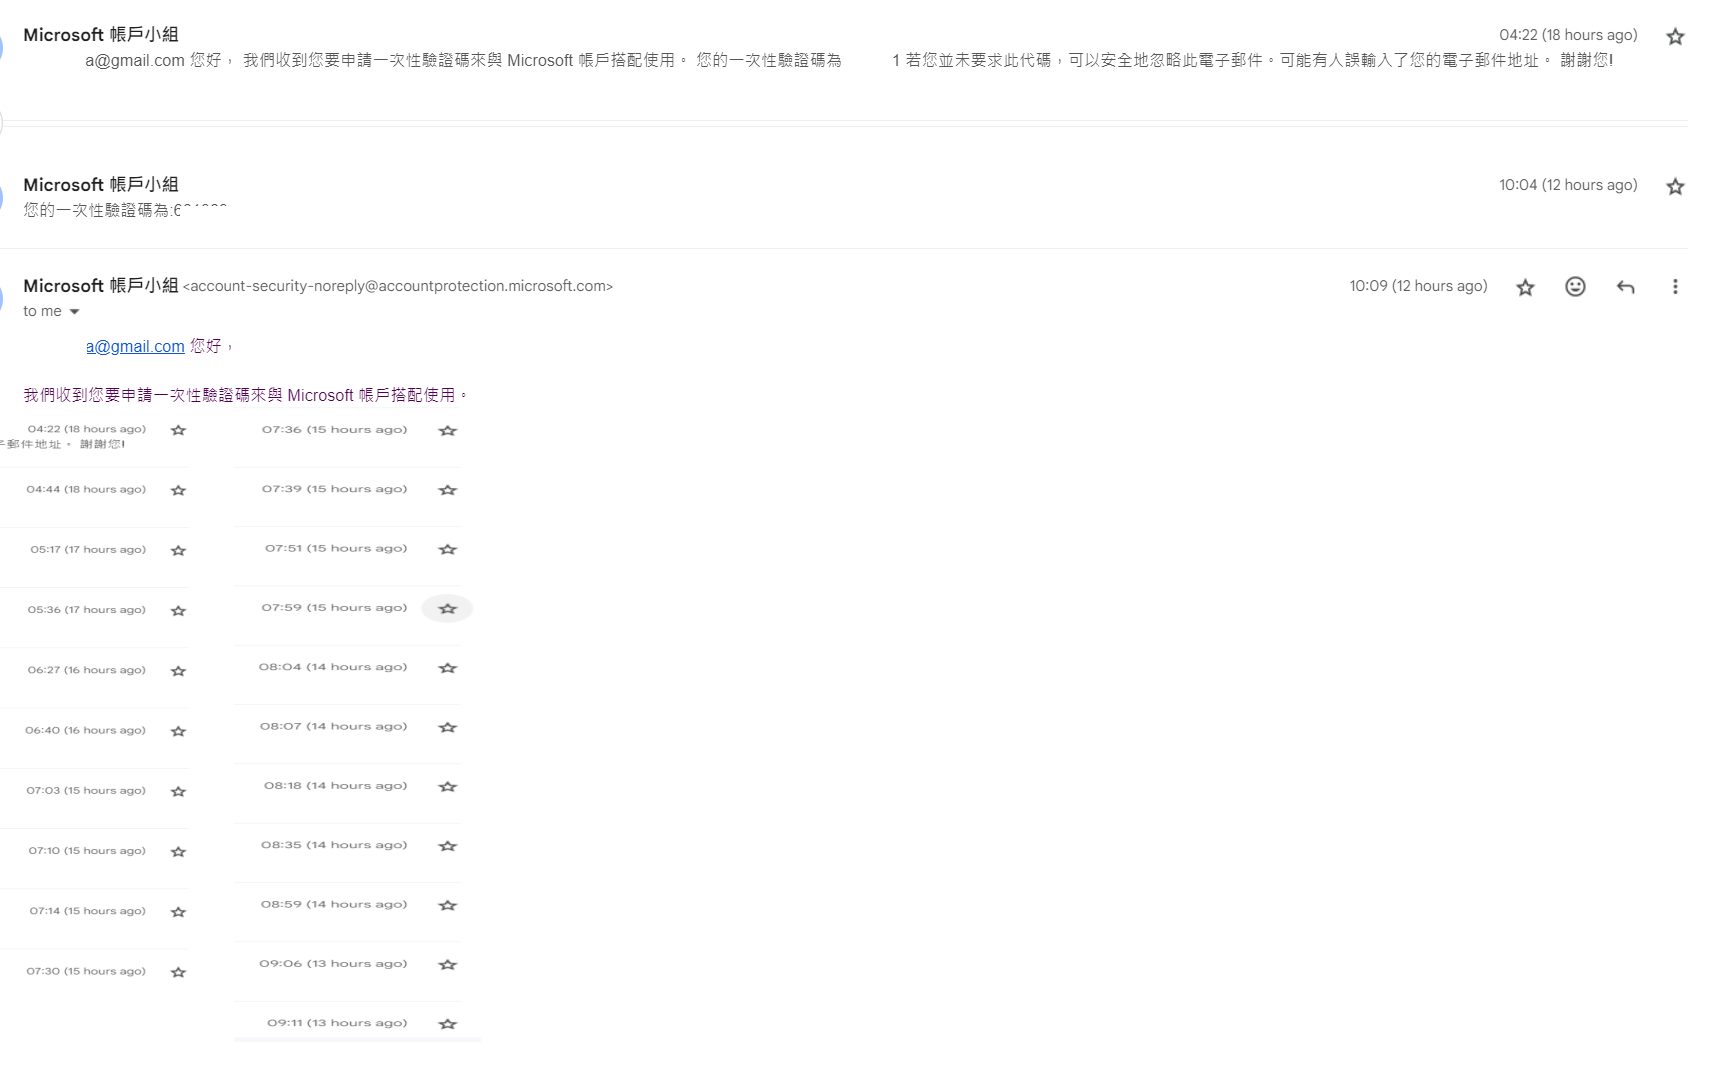 Microsoft 帳戶小組 04:22 (18 hours ago)
a@gmail.com 您好， 我們收到您要申請一次性驗證碼來與 Microsoft 帳戶搭配使用。 您的一次性驗證碼為 1 若您並未要求此代碼，可以安全地忽略此電子郵件。可能有人誤輸入了您的電子郵件地址。 謝謝您!
Microsoft 帳戶小組 10:04 (12 hours ago)
您的一次性驗證碼為:6
Microsoft 帳戶小組 <account-security-noreply@accountprotection.microsoft.com> 10:09 (12 hours ago)
to me
a@gmail.com 您好，
我們收到您要申請一次性驗證碼來與 Microsoft 帳戶搭配使用。
04:22 (18 hours ago)
子郵件地址。 謝謝您!
04:44 (18 hours ago)
05:17 (17 hours ago)
05:36 (17 hours ago)
06:27 (16 hours ago)
06:40 (16 hours ago)
07:03 (15 hours ago)
07:10 (15 hours ago)
07:14 (15 hours ago)
07:30 (15 hours ago)
07:36 (15 hours ago)
07:39 (15 hours ago)
07:51 (15 hours ago)
07:59 (15 hours ago)
08:04 (14 hours ago)
08:07 (14 hours ago)
08:18 (14 hours ago)
08:35 (14 hours ago)
08:59 (14 hours ago)
09:06 (13 hours ago)
09:11 (13 hours ago)